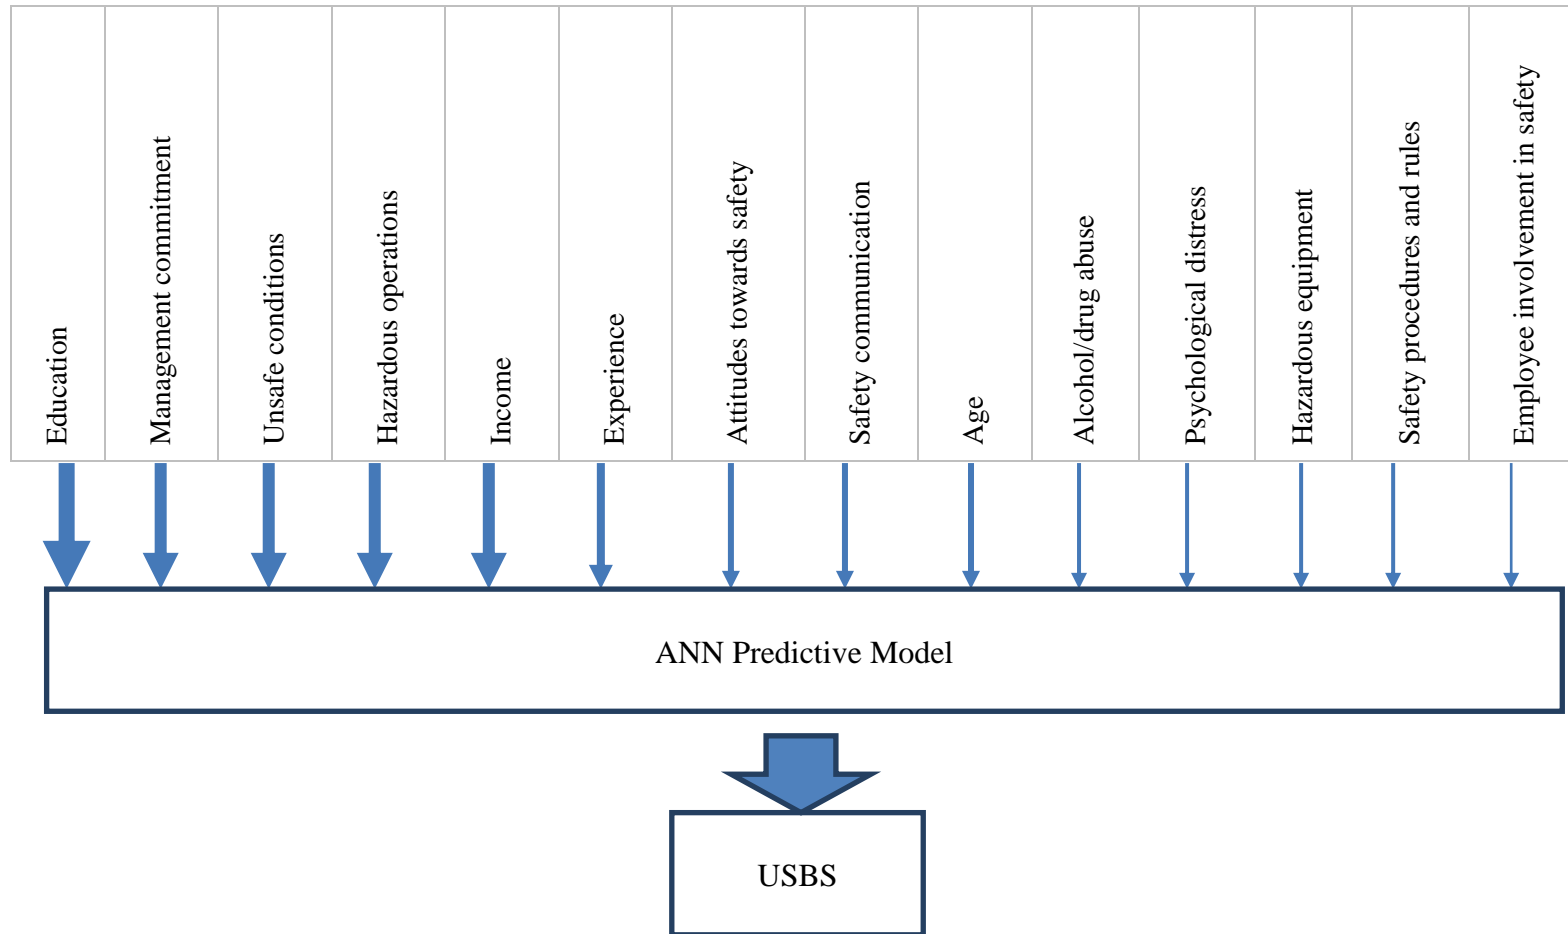 Education
Management commitment
Unsafe conditions
Hazardous operations
Income
Experience
Attitudes towards safety
Safety communication
Age
Alcohol/drug abuse
Psychological distress
Hazardous equipment
Safety procedures and rules
Employee involvement in safety
ANN Predictive Model
USBS